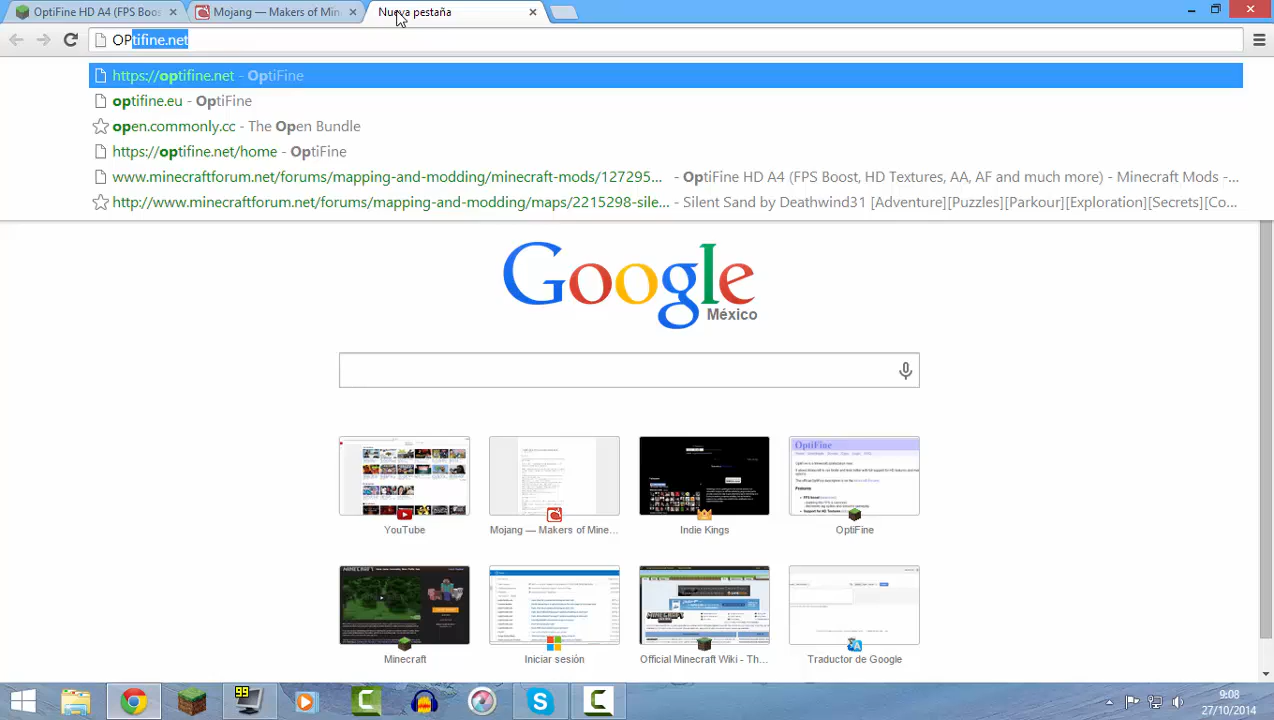 OptiFine HD A4 (FPS Boos
Mojang — Makers of Min
Nueva pestaña
OPtifine.net
https://optifine.net - OptiFine
optifine.eu - OptiFine
open.commonly.cc - The Open Bundle
https://optifine.net/home - OptiFine
www.minecraftforum.net/forums/mapping-and-modding/minecraft-mods/127295... - OptiFine HD A4 (FPS Boost, HD Textures, AA, AF and much more) - Minecraft Mods -...
http://www.minecraftforum.net/forums/mapping-and-modding/maps/2215298-sile... - Silent Sand by Deathwind31 [Adventure][Puzzles][Parkour][Exploration][Secrets][Co...
Google
México
OptiFine
YouTube
Mojang — Makers of Mine...
Indie Kings
OptiFine
Minecraft
Iniciar sesión
Official Minecraft Wiki - Th...
Traductor de Google
99
9:08
27/10/2014